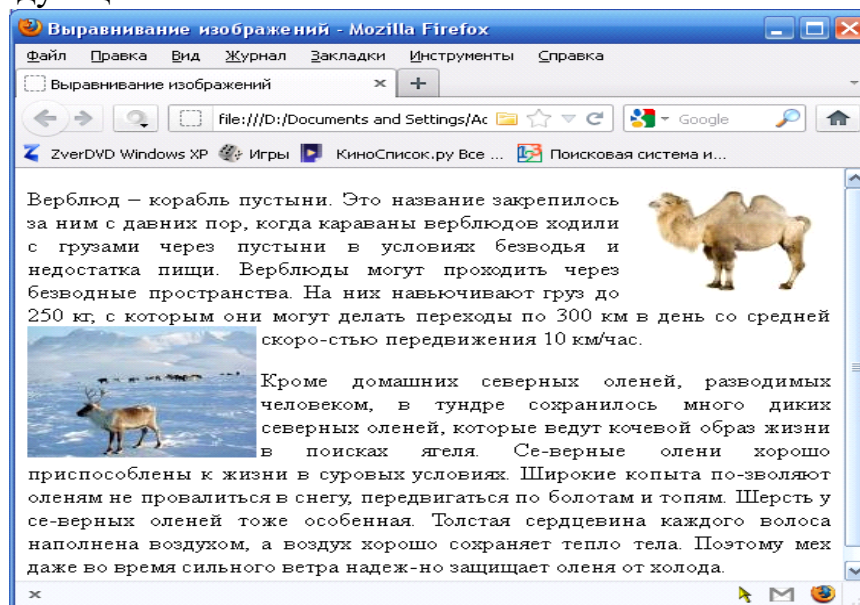 Выравнивание изображений - Mozilla Firefox
Файл Правка Вид Журнал Закладки Инструменты Справка
Выравнивание изображений
file:///D:/Documents and Settings/Ac Google
ZverDVD Windows XP Игры КиноСписок.ру Все ... Поисковая система и...
Верблюд – корабль пустыни. Это название закрепилось
за ним с давних пор, когда караваны верблюдов ходили
с грузами через пустыни в условиях безводья и
недостатка пищи. Верблюды могут проходить через
безводные пространства. На них навьючивают груз до
250 кг, с которым они могут делать переходы по 300 км в день со средней
скоро-стью передвижения 10 км/час.
Кроме домашних северных оленей, разводимых
человеком, в тундре сохранилось много диких
северных оленей, которые ведут кочевой образ жизни
в поисках ягеля. Се-верные олени хорошо
приспособлены к жизни в суровых условиях. Широкие копыта по-зволяют
оленям не провалиться в снегу, передвигаться по болотам и топям. Шерсть у
се-верных оленей тоже особенная. Толстая сердцевина каждого волоса
наполнена воздухом, а воздух хорошо сохраняет тепло тела. Поэтому мех
даже во время сильного ветра надеж-но защищает оленя от холода.